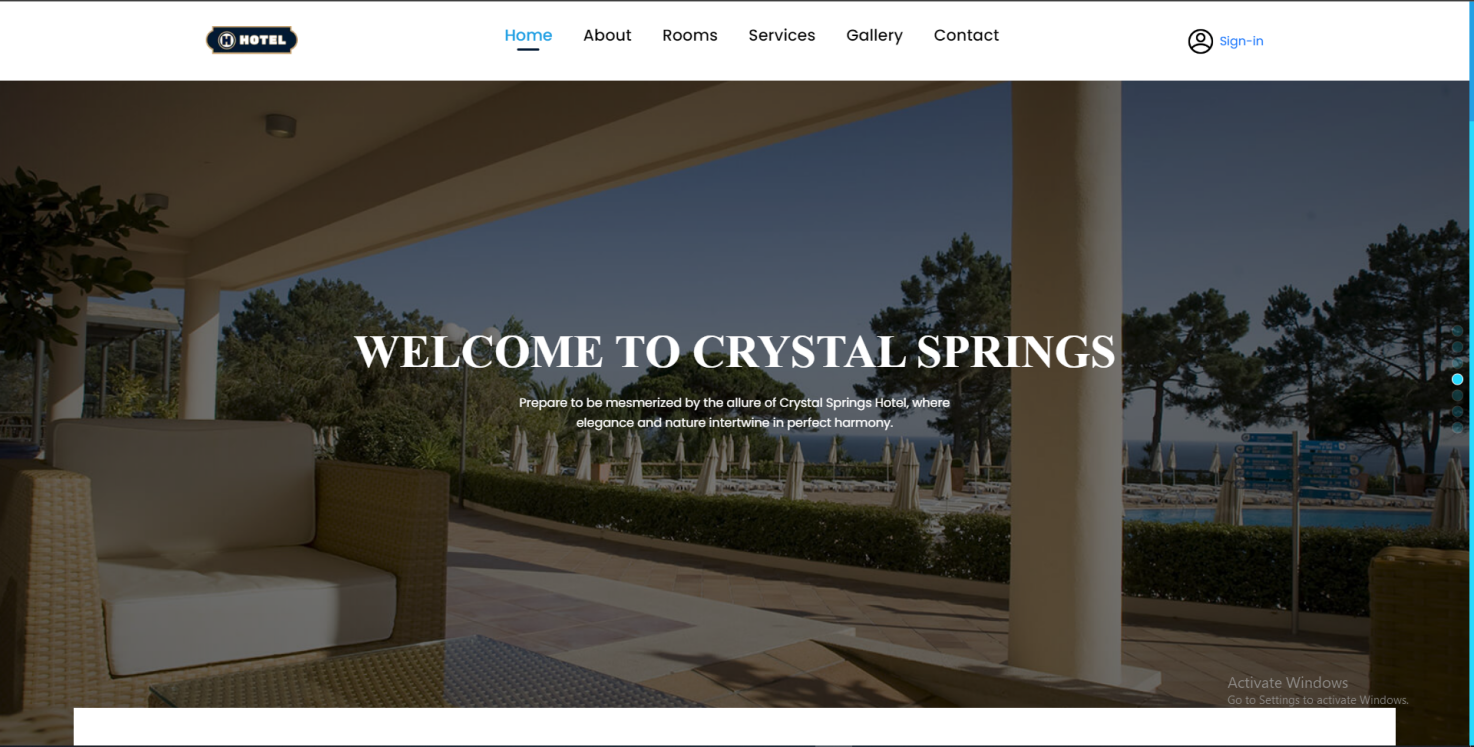 HOTEL
Home About Rooms Services Gallery Contact
Sign-in
WELCOME TO CRYSTAL SPRINGS
Prepare to be mesmerized by the allure of Crystal Springs Hotel, where
elegance and nature intertwine in perfect harmony.
Activate Windows
Go to Settings to activate Windows.